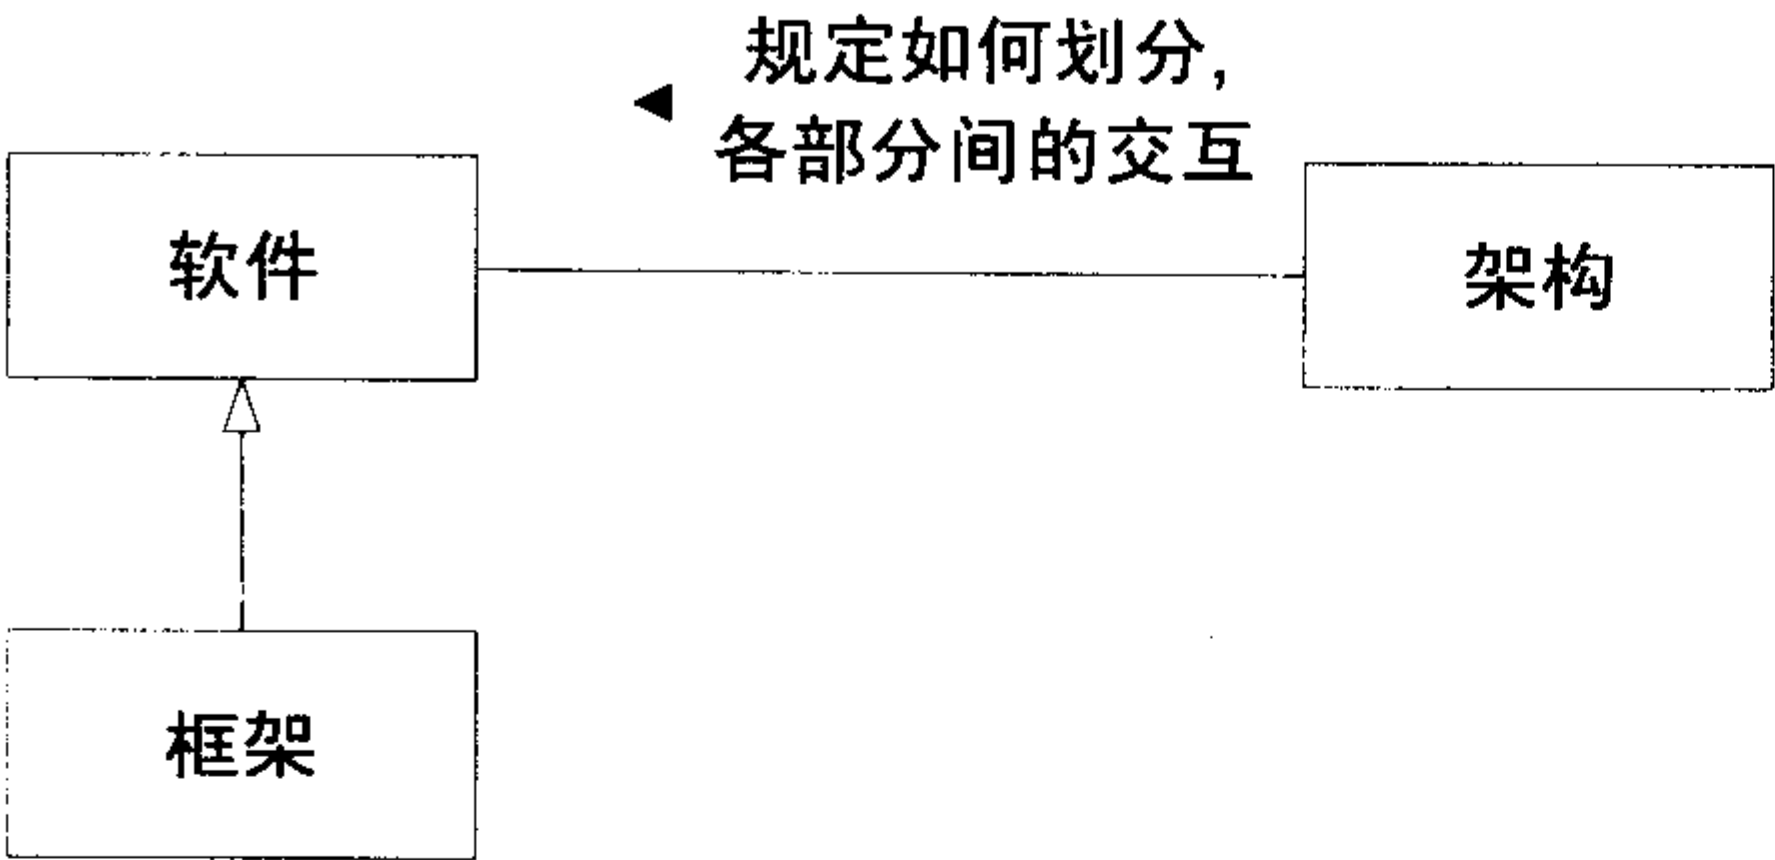 规定如何划分,
各部分间的交互
软件
架构
框架